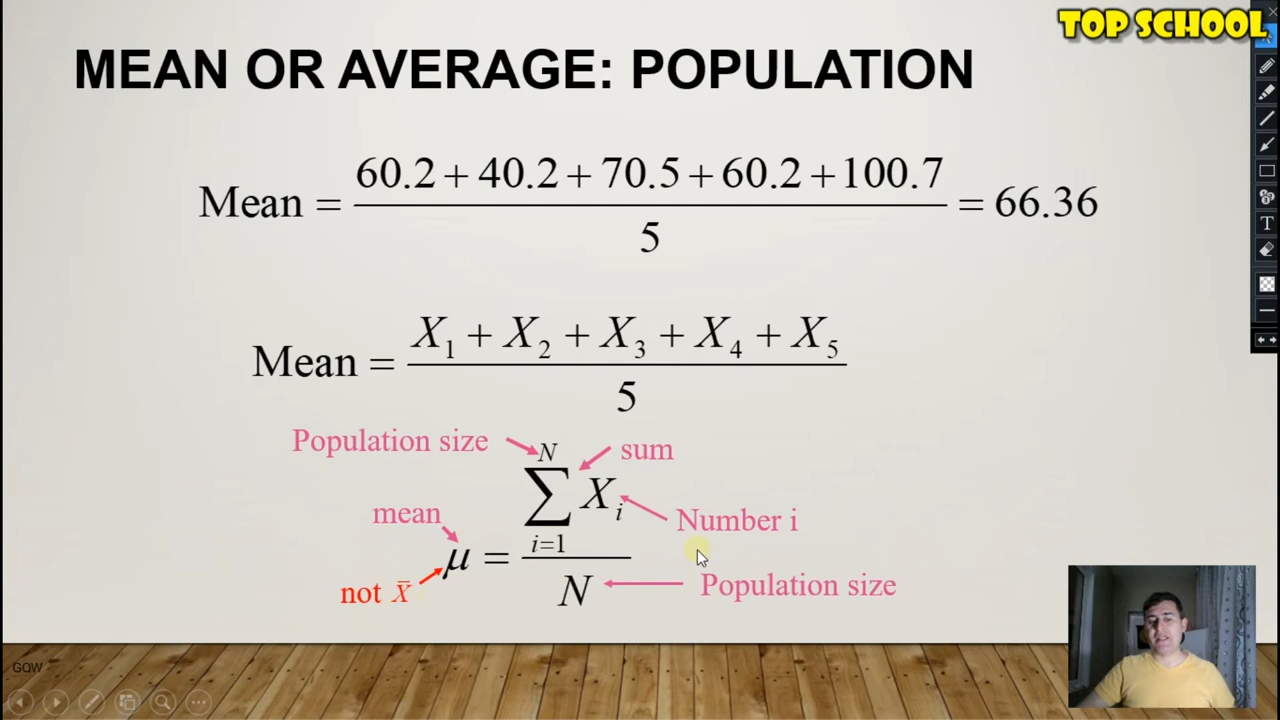 TOP SCHOOL
MEAN OR AVERAGE: POPULATION
Mean = (60.2 + 40.2 + 70.5 + 60.2 + 100.7) / 5 = 66.36
Mean = (X₁ + X₂ + X₃ + X₄ + X₅) / 5
Population size
N
sum
∑ Xᵢ
mean
Number i
i=1
μ =
not X̄
N
Population size
GQW